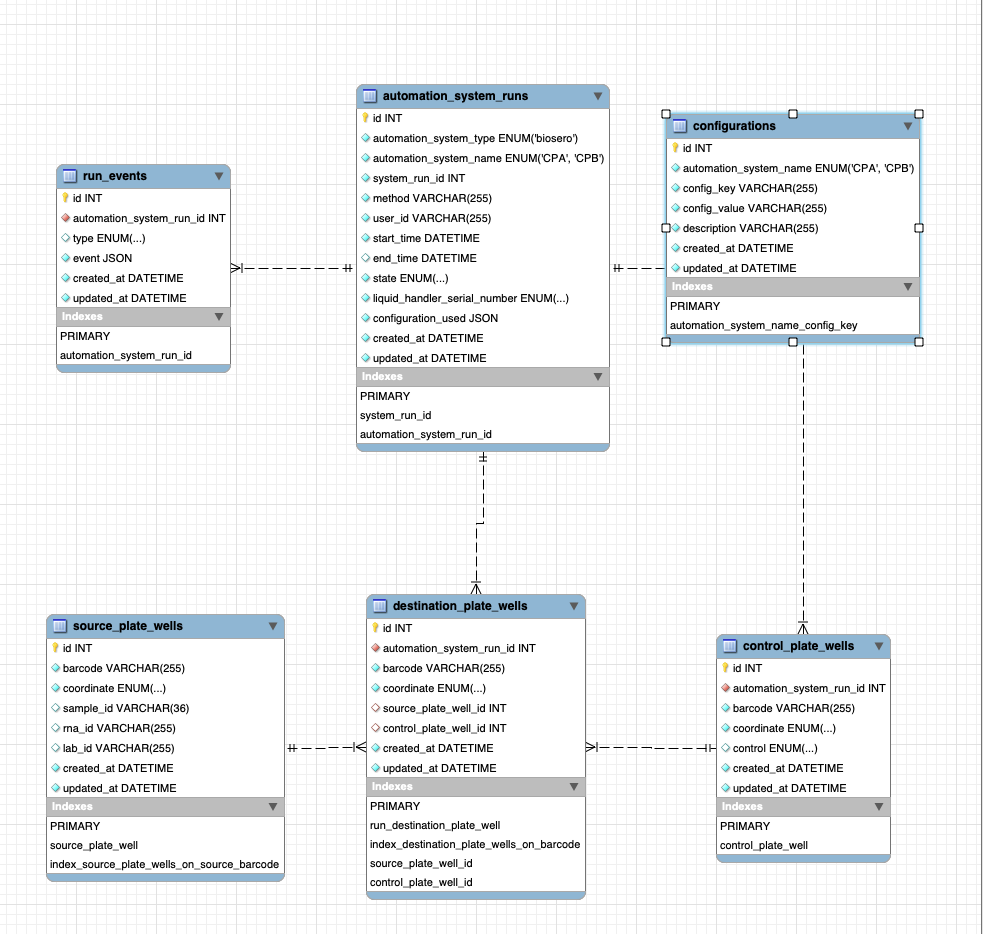 automation_system_runs
id INT
automation_system_type ENUM('biosero')
automation_system_name ENUM('CPA', 'CPB')
system_run_id INT
method VARCHAR(255)
user_id VARCHAR(255)
start_time DATETIME
end_time DATETIME
state ENUM(...)
liquid_handler_serial_number ENUM(...)
configuration_used JSON
created_at DATETIME
updated_at DATETIME
Indexes
PRIMARY
system_run_id
automation_system_run_id
configurations
id INT
automation_system_name ENUM('CPA', 'CPB')
config_key VARCHAR(255)
config_value VARCHAR(255)
description VARCHAR(255)
created_at DATETIME
updated_at DATETIME
Indexes
PRIMARY
automation_system_name_config_key
run_events
id INT
automation_system_run_id INT
type ENUM(...)
event JSON
created_at DATETIME
updated_at DATETIME
Indexes
PRIMARY
automation_system_run_id
source_plate_wells
id INT
barcode VARCHAR(255)
coordinate ENUM(...)
sample_id VARCHAR(36)
rna_id VARCHAR(255)
lab_id VARCHAR(255)
created_at DATETIME
updated_at DATETIME
Indexes
PRIMARY
source_plate_well
index_source_plate_wells_on_source_barcode
destination_plate_wells
id INT
automation_system_run_id INT
barcode VARCHAR(255)
coordinate ENUM(...)
source_plate_well_id INT
control_plate_well_id INT
created_at DATETIME
updated_at DATETIME
Indexes
PRIMARY
run_destination_plate_well
index_destination_plate_wells_on_barcode
source_plate_well_id
control_plate_well_id
control_plate_wells
id INT
automation_system_run_id INT
barcode VARCHAR(255)
coordinate ENUM(...)
control ENUM(...)
created_at DATETIME
updated_at DATETIME
Indexes
PRIMARY
control_plate_well